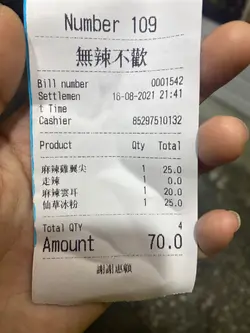 Number 109
無辣不歡
Bill number 0001542
Settlemen 16-08-2021 21:41
t Time
Cashier 85297510132
Product Qty Total
麻辣雞翼尖 1 25.0
走辣 1 0.0
麻辣雲耳 1 20.0
仙草冰粉 1 25.0
Total QTY 4
Amount 70.0
謝謝惠顧